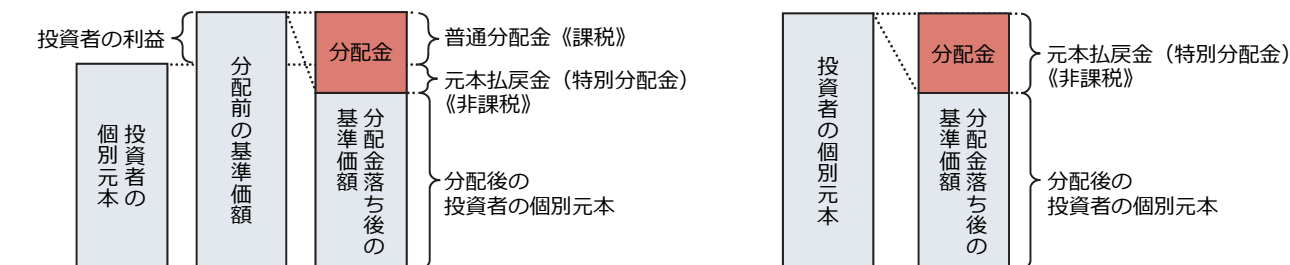 投資者の利益
投資者の
個別元本
分配前の基準価額
分配金
分配金落ち後の
基準価額
普通分配金《課税》
元本払戻金（特別分配金）
《非課税》
分配後の
投資者の個別元本
投資者の個別元本
分配金
分配金落ち後の
基準価額
元本払戻金（特別分配金）
《非課税》
分配後の
投資者の個別元本